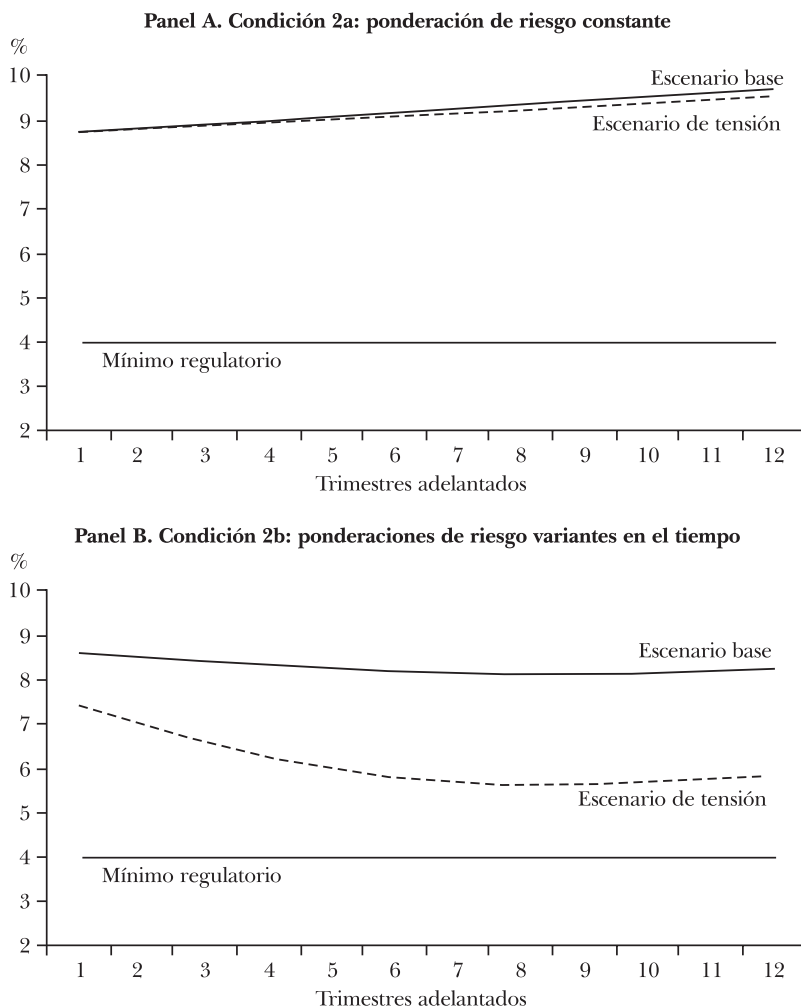 Panel A. Condición 2a: ponderación de riesgo constante
%
10
Escenario base
9
Escenario de tensión
8
7
6
5
4
Mínimo regulatorio
3
2
1 2 3 4 5 6 7 8 9 10 11 12
Trimestres adelantados
Panel B. Condición 2b: ponderaciones de riesgo variantes en el tiempo
%
10
9
Escenario base
8
7
6
Escenario de tensión
5
4
Mínimo regulatorio
3
2
1 2 3 4 5 6 7 8 9 10 11 12
Trimestres adelantados